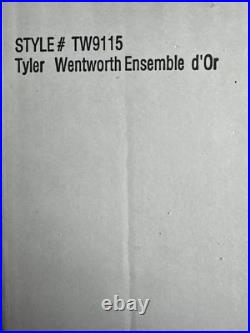 STYLE # TW9115
Tyler Wentworth Ensemble d'Or